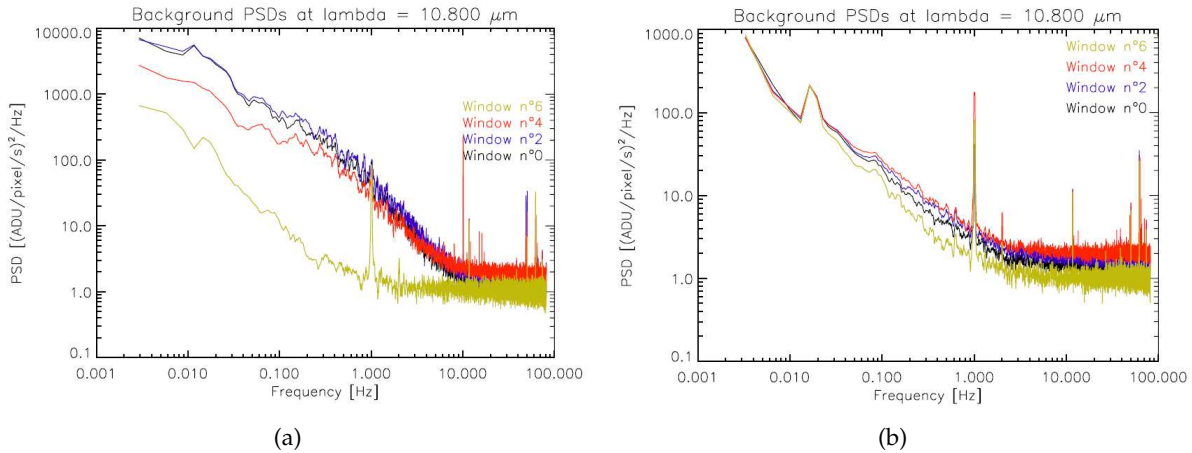 Background PSDs at lambda = 10.800 μm
PSD [(ADU/pixel/s)²/Hz]
10000.0
1000.0
100.0
10.0
1.0
0.1
Window n°6
Window n°4
Window n°2
Window n°0
0.001 0.010 0.100 1.000 10.000 100.000
Frequency [Hz]
(a)
Background PSDs at lambda = 10.800 μm
PSD [(ADU/pixel/s)²/Hz]
1000.0
100.0
10.0
1.0
0.1
Window n°6
Window n°4
Window n°2
Window n°0
0.001 0.010 0.100 1.000 10.000 100.000
Frequency [Hz]
(b)